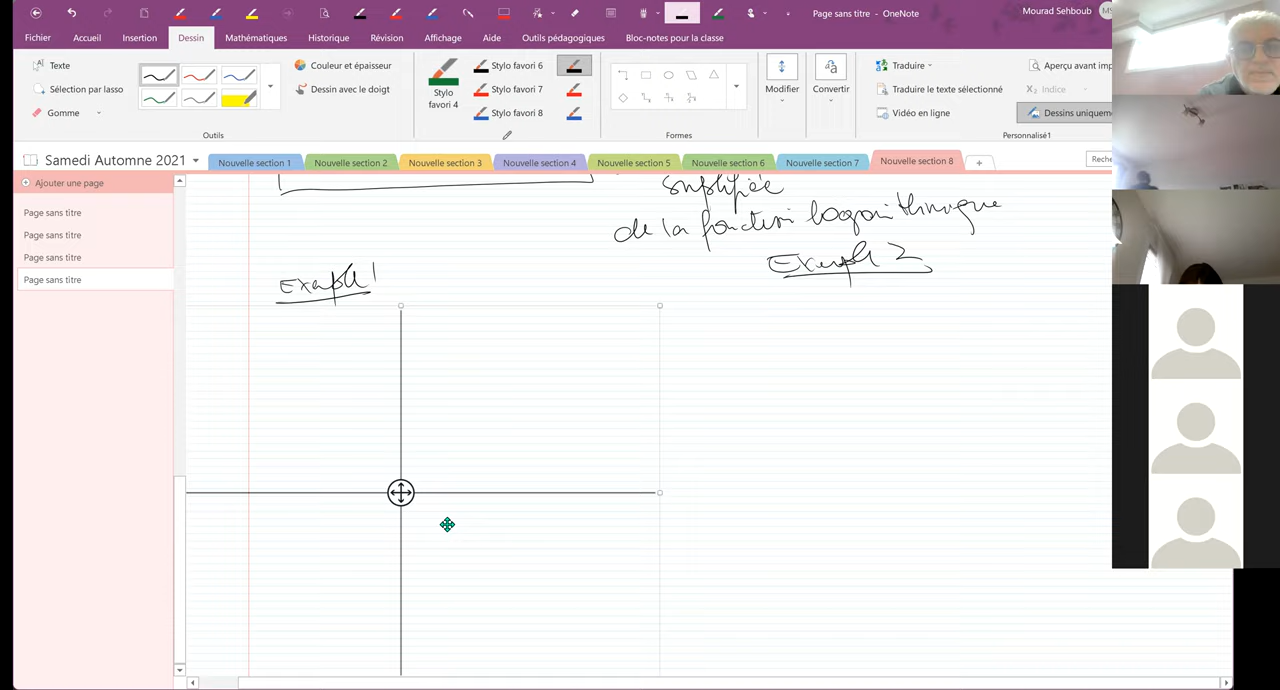 Page sans titre - OneNote
Mourad Sehboub
Fichier
Accueil
Insertion
Dessin
Mathématiques
Historique
Révision
Affichage
Aide
Outils pédagogiques
Bloc-notes pour la classe
Texte
Sélection par lasso
Gomme
Outils
Couleur et épaisseur
Dessin avec le doigt
Stylo
favori 4
Stylo favori 6
Stylo favori 7
Stylo favori 8
Formes
Modifier
Convertir
Traduire
Traduire le texte sélectionné
Vidéo en ligne
Aperçu avant imp
Indice
Dessins uniqueme
Personnalisé1
Samedi Automne 2021
Nouvelle section 1
Nouvelle section 2
Nouvelle section 3
Nouvelle section 4
Nouvelle section 5
Nouvelle section 6
Nouvelle section 7
Nouvelle section 8
Reche
Ajouter une page
Page sans titre
Page sans titre
Page sans titre
Page sans titre
simplifiée
de la fonction logarithmique
Exemple 1
Exemple 2